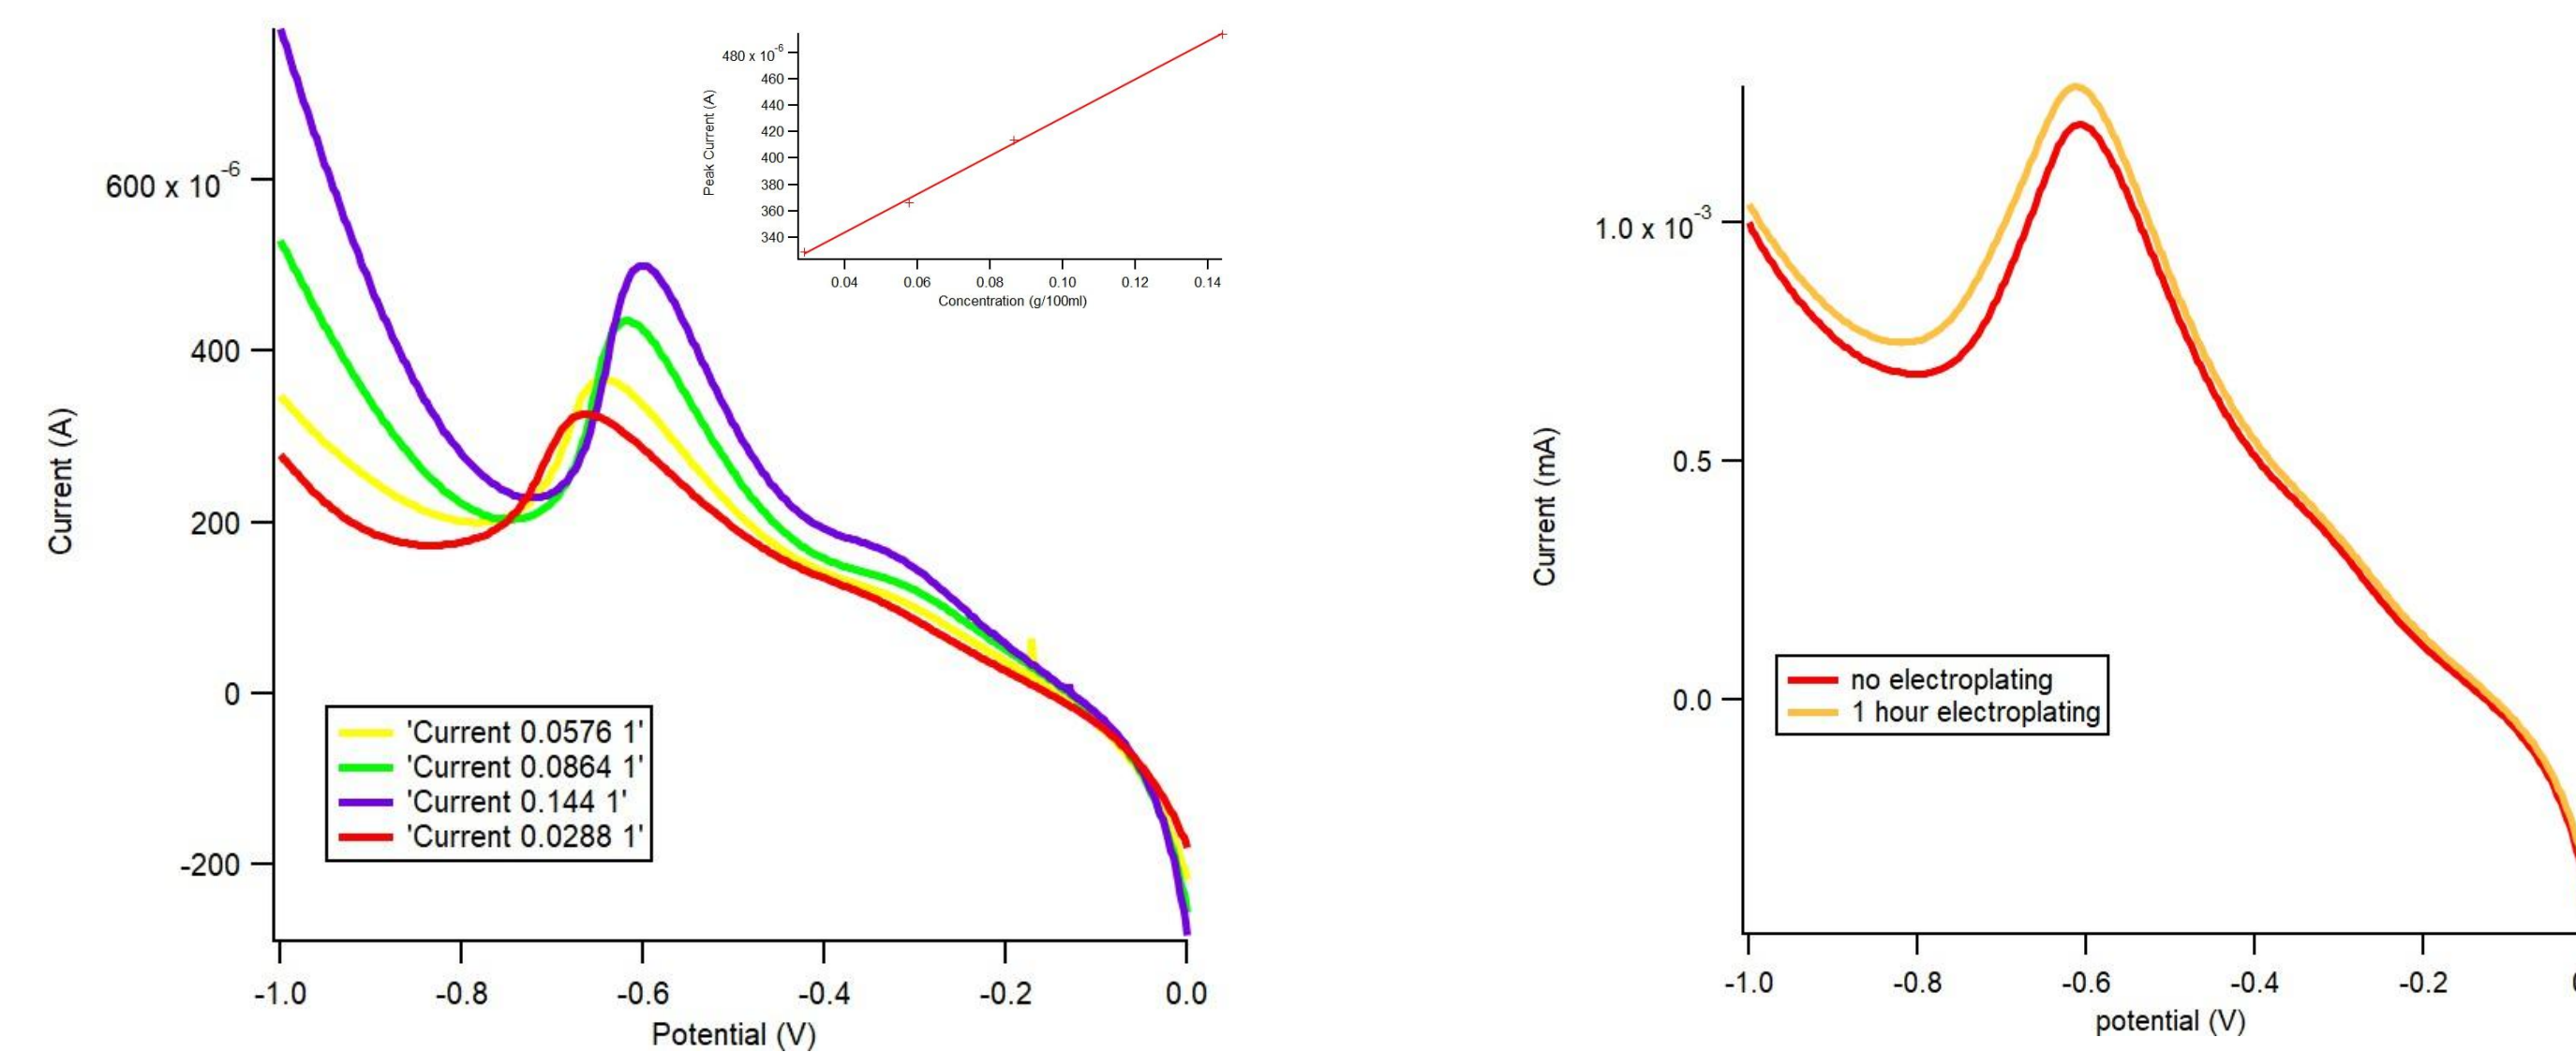 600 x 10-6
400
200
0
-200
Current (A)
-1.0 -0.8 -0.6 -0.4 -0.2 0.0
Potential (V)
'Current 0.0576 1'
'Current 0.0864 1'
'Current 0.144 1'
'Current 0.0288 1'
480 x 10-6
460
440
420
400
380
360
340
Peak Current (A)
0.04 0.06 0.08 0.10 0.12 0.14
Concentration (g/100ml)
1.0 x 10-3
0.5
0.0
Current (mA)
no electroplating
1 hour electroplating
-1.0 -0.8 -0.6 -0.4 -0.2
potential (V)